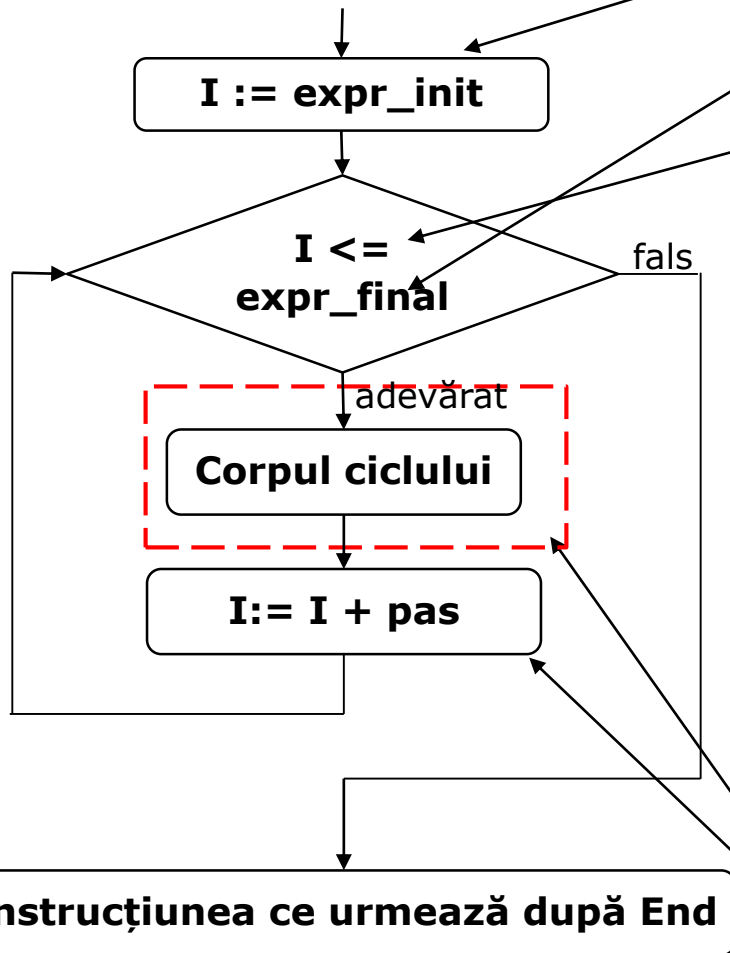 I := expr_init
I <=
expr_final
fals
adevărat
Corpul ciclului
I:= I + pas
nstrucțiunea ce urmează după End